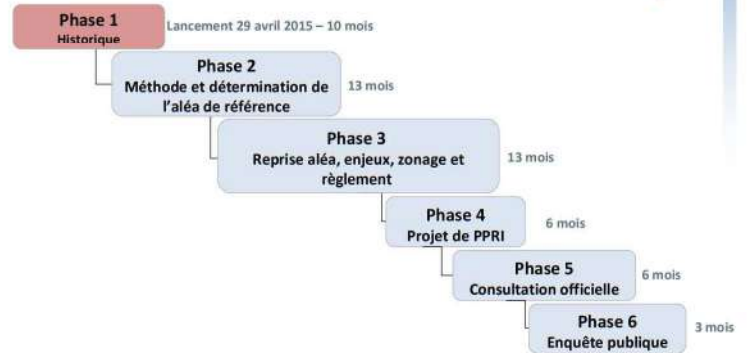 Phase 1
Historique
Lancement 29 avril 2015 – 10 mois
Phase 2
Méthode et détermination de
l'aléa de référence
13 mois
Phase 3
Reprise aléa, enjeux, zonage et
règlement
13 mois
Phase 4
Projet de PPRI
6 mois
Phase 5
Consultation officielle
6 mois
Phase 6
Enquête publique
3 mois